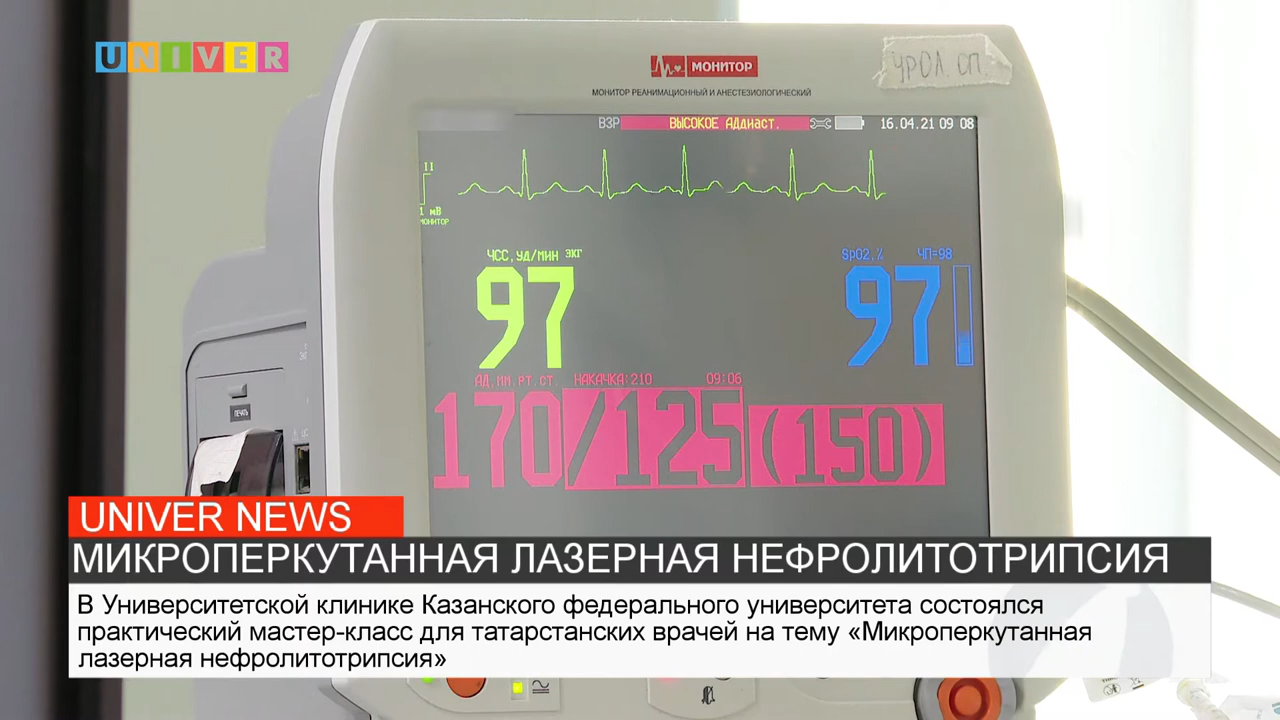 UNIVER
МОНИТОР
УРОЛ. ОП.
МОНИТОР РЕАНИМАЦИОННЫЙ И АНЕСТЕЗИОЛОГИЧЕСКИЙ
ВЗР ВЫСОКОЕ АДдиаст. 16.04.21 09 08
II
1 мВ
МОНИТОР
ЧСС,уд/мин ЭКГ
SpO2,% ЧП=98
97
97
АД,мм.рт.ст. НАКАЧКА:210 09:06
170/125(150)
ПЕЧАТЬ
UNIVER NEWS
МИКРОПЕРКУТАННАЯ ЛАЗЕРНАЯ НЕФРОЛИТОТРИПСИЯ
В Университетской клинике Казанского федерального университета состоялся
практический мастер-класс для татарстанских врачей на тему «Микроперкутанная
лазерная нефролитотрипсия»